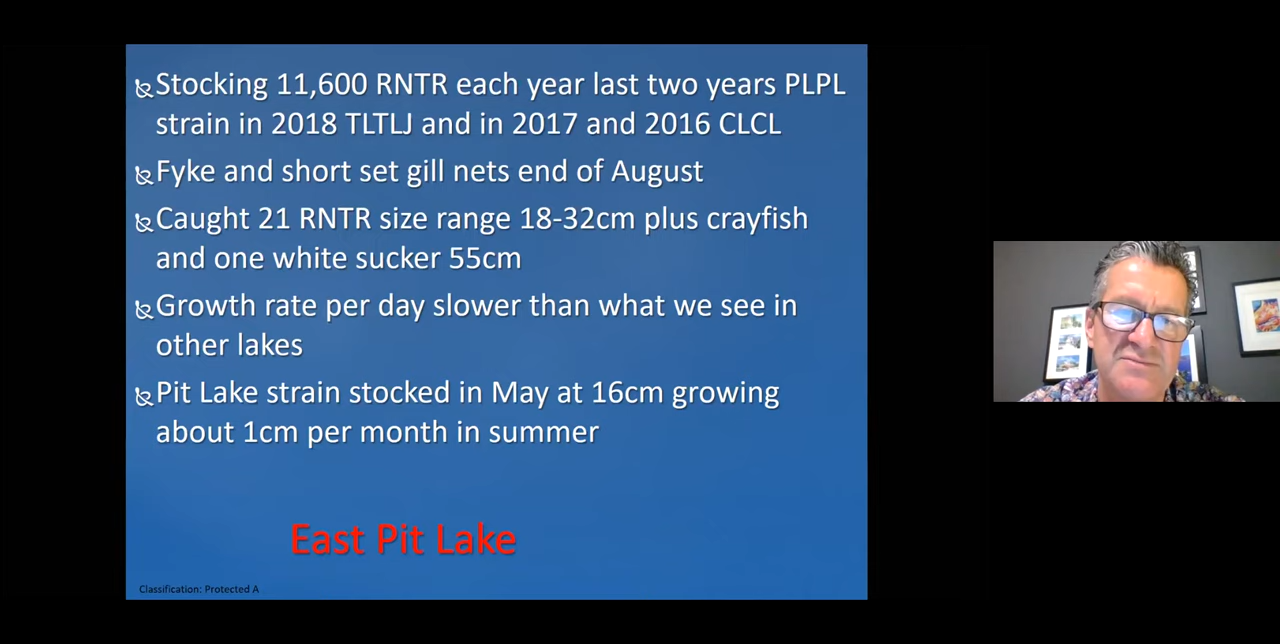 Stocking 11,600 RNTR each year last two years PLPL
strain in 2018 TLTLJ and in 2017 and 2016 CLCL
Fyke and short set gill nets end of August
Caught 21 RNTR size range 18-32cm plus crayfish
and one white sucker 55cm
Growth rate per day slower than what we see in
other lakes
Pit Lake strain stocked in May at 16cm growing
about 1cm per month in summer
East Pit Lake
Classification: Protected A